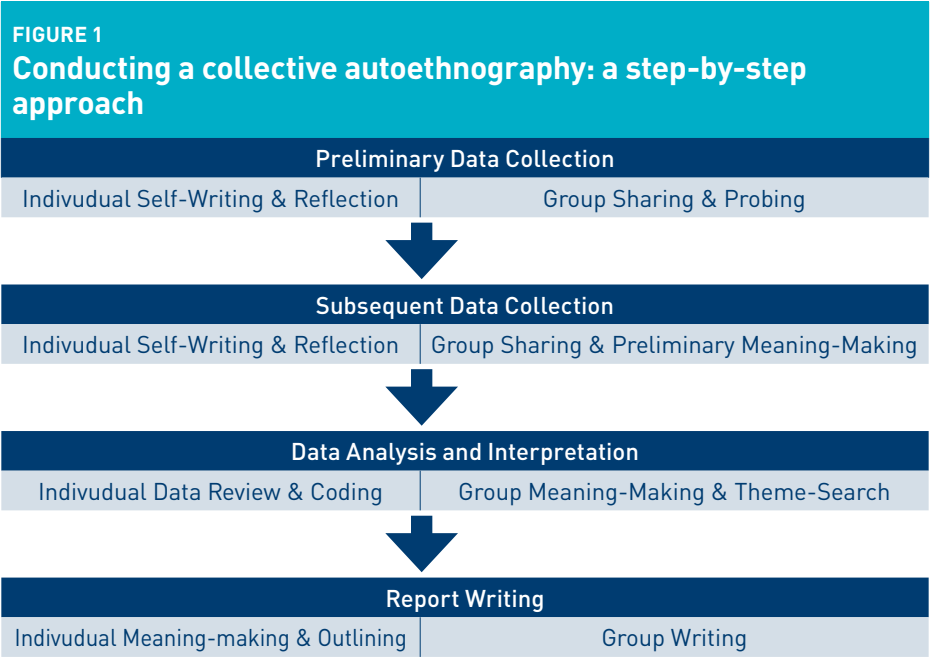 FIGURE 1
Conducting a collective autoethnography: a step-by-step
approach
Preliminary Data Collection
Indivudual Self-Writing & Reflection
Group Sharing & Probing
Subsequent Data Collection
Indivudual Self-Writing & Reflection
Group Sharing & Preliminary Meaning-Making
Data Analysis and Interpretation
Indivudual Data Review & Coding
Group Meaning-Making & Theme-Search
Report Writing
Indivudual Meaning-making & Outlining
Group Writing